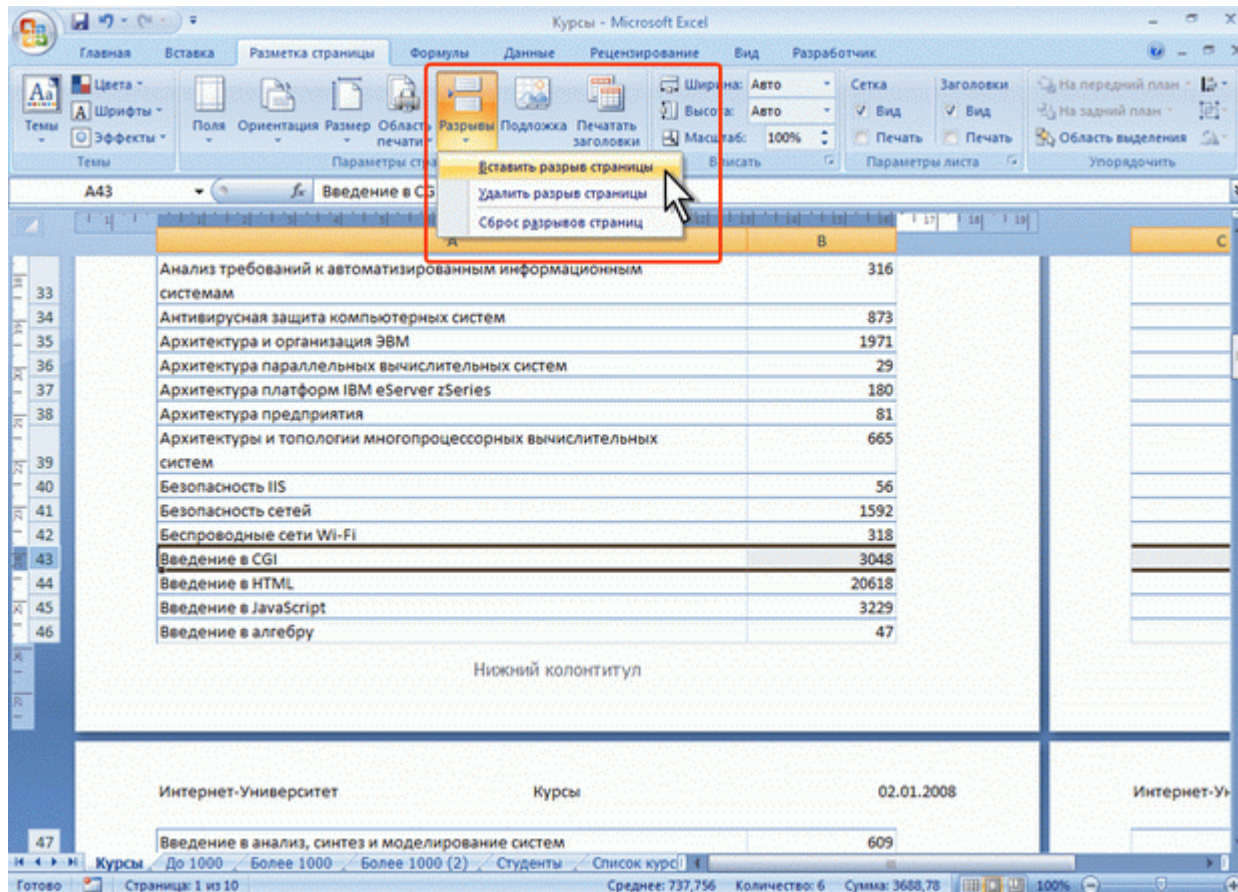 Курсы - Microsoft Excel
Главная Вставка Разметка страницы Формулы Данные Рецензирование Вид Разработчик
Цвета
Шрифты
Эффекты
Темы
Темы
Поля Ориентация Размер Область печати Разрывы Подложка Печатать заголовки
Параметры стра
Ширина: Авто
Высота: Авто
Масштаб: 100%
Вписать
Сетка Заголовки
Вид Вид
Печать Печать
Параметры листа
На передний план
На задний план
Область выделения
Упорядочить
Вставить разрыв страницы
Удалить разрыв страницы
Сброс разрывов страниц
A43 fx Введение в CG
A B C
Анализ требований к автоматизированным информационным 316
33 системам
34 Антивирусная защита компьютерных систем 873
35 Архитектура и организация ЭВМ 1971
36 Архитектура параллельных вычислительных систем 29
37 Архитектура платформ IBM eServer zSeries 180
38 Архитектура предприятия 81
Архитектуры и топологии многопроцессорных вычислительных 665
39 систем
40 Безопасность IIS 56
41 Безопасность сетей 1592
42 Беспроводные сети Wi-Fi 318
43 Введение в CGI 3048
44 Введение в HTML 20618
45 Введение в JavaScript 3229
46 Введение в алгебру 47
Нижний колонтитул
Интернет-Университет Курсы 02.01.2008 Интернет-Ун
47 Введение в анализ, синтез и моделирование систем 609
Курсы До 1000 Более 1000 Более 1000 (2) Студенты Список курс
Готово Страница: 1 из 10 Среднее: 737,756 Количество: 6 Сумма: 3688,78 100%